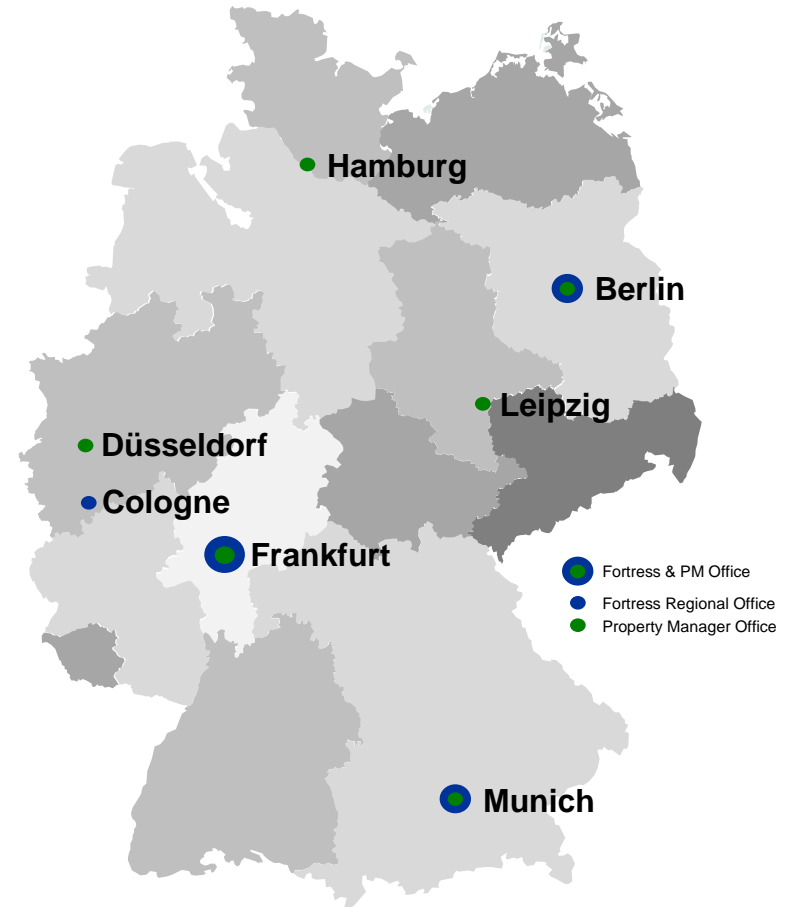 Hamburg
Berlin
Leipzig
Düsseldorf
Cologne
Frankfurt
Fortress & PM Office
Fortress Regional Office
Property Manager Office
Munich